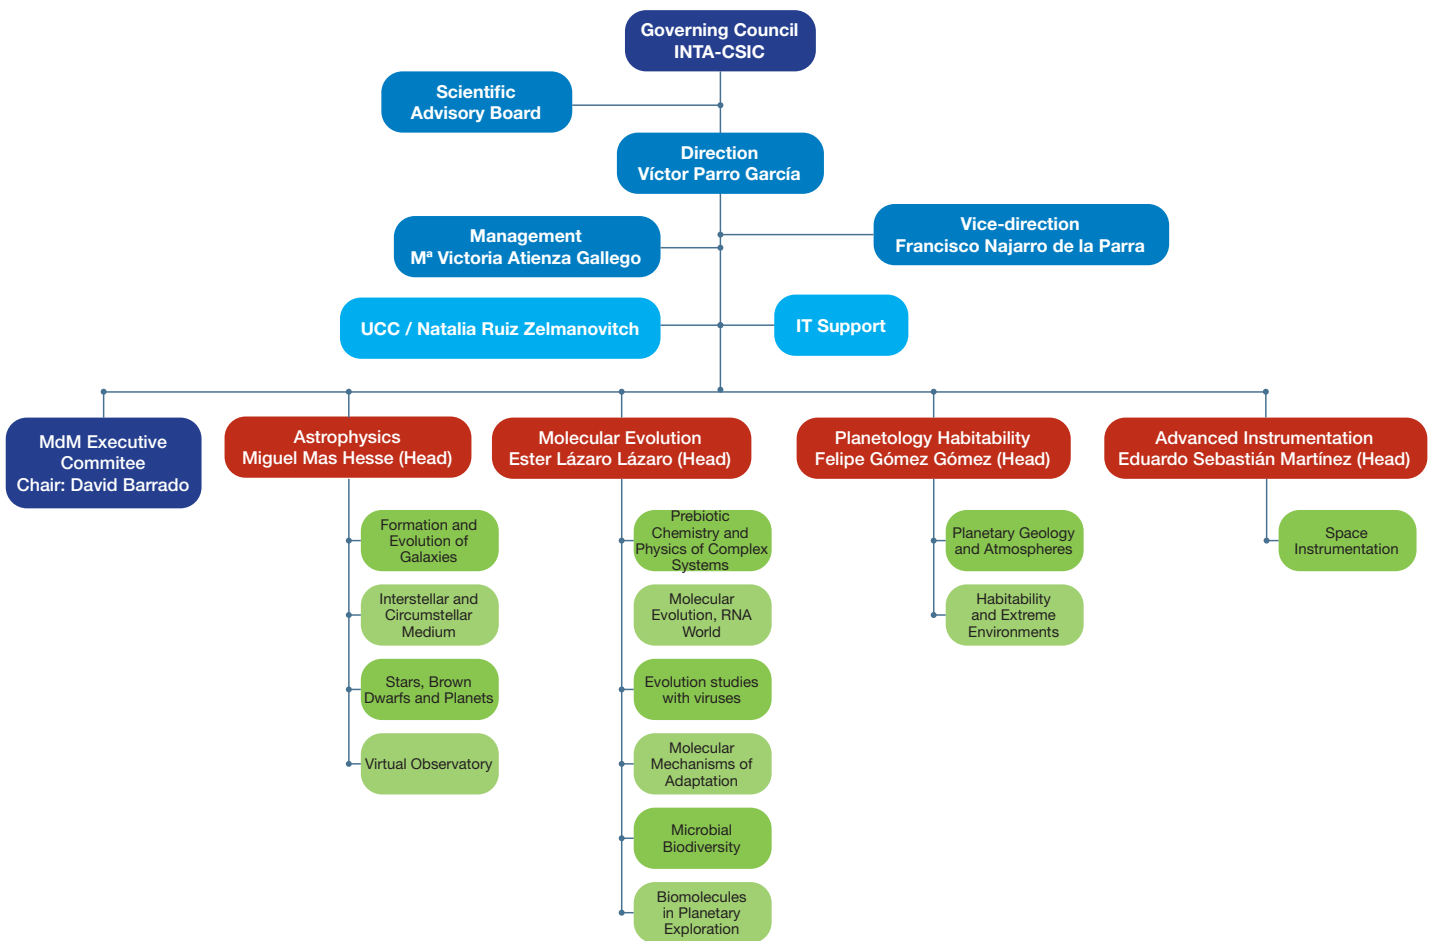 Governing Council
INTA-CSIC
Scientific
Advisory Board
Direction
Víctor Parro García
Management
Mª Victoria Atienza Gallego
Vice-direction
Francisco Najarro de la Parra
UCC / Natalia Ruiz Zelmanovitch
IT Support
MdM Executive
Commitee
Chair: David Barrado
Astrophysics
Miguel Mas Hesse (Head)
Molecular Evolution
Ester Lázaro Lázaro (Head)
Planetology Habitability
Felipe Gómez Gómez (Head)
Advanced Instrumentation
Eduardo Sebastián Martínez (Head)
Formation and
Evolution of
Galaxies
Interstellar and
Circumstellar
Medium
Stars, Brown
Dwarfs and Planets
Virtual Observatory
Prebiotic
Chemistry and
Physics of Complex
Systems
Molecular
Evolution, RNA
World
Evolution studies
with viruses
Molecular
Mechanisms of
Adaptation
Microbial
Biodiversity
Biomolecules
in Planetary
Exploration
Planetary Geology
and Atmospheres
Habitability
and Extreme
Environments
Space
Instrumentation